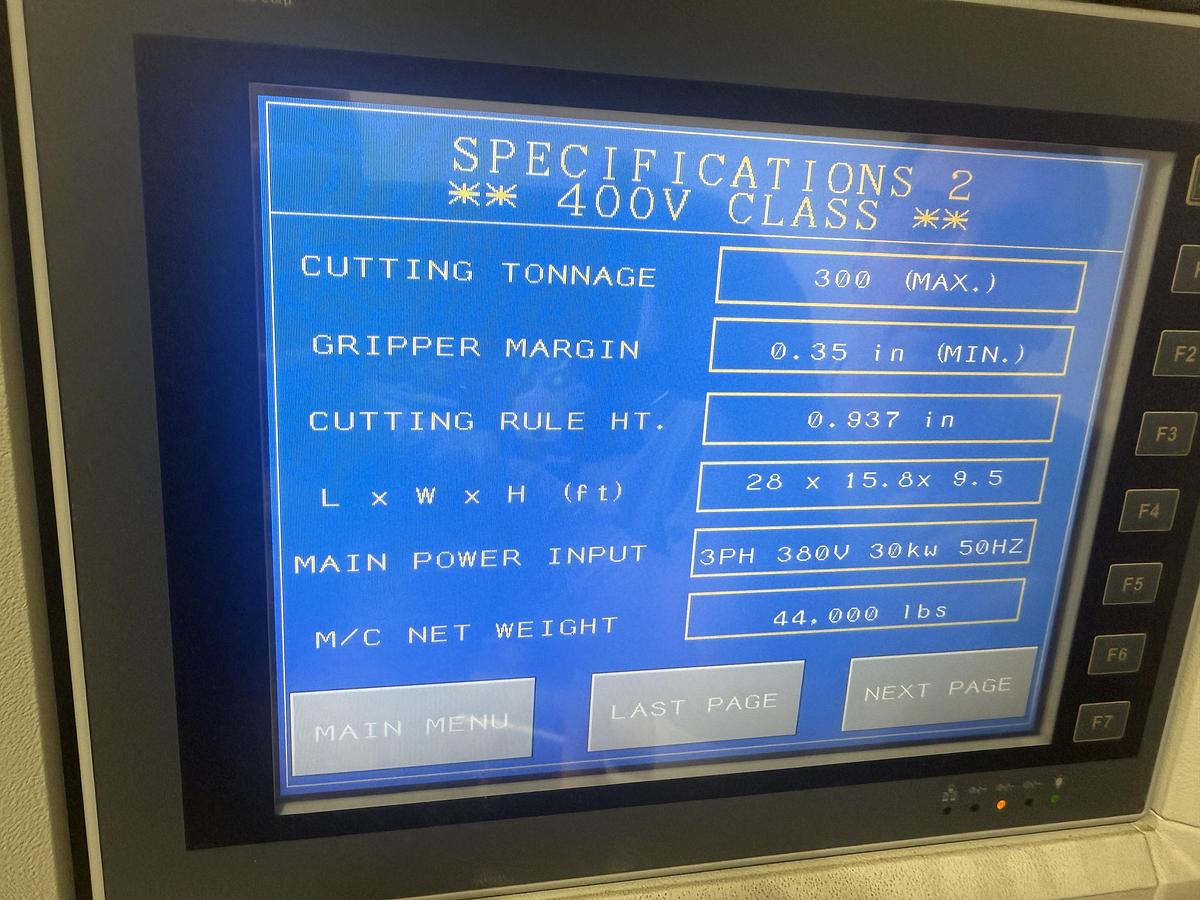 SPECIFICATIONS 2
** 400V CLASS **
CUTTING TONNAGE 300 (MAX.)
GRIPPER MARGIN 0.35 in (MIN.)
CUTTING RULE HT. 0.937 in
L x W x H (ft) 28 x 15.8x 9.5
MAIN POWER INPUT 3PH 380V 30kw 50HZ
M/C NET WEIGHT 44.000 lbs
MAIN MENU LAST PAGE NEXT PAGE
F2
F3
F4
F5
F6
F7